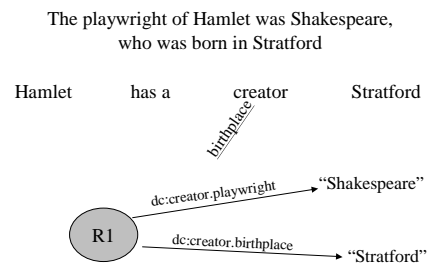 The playwright of Hamlet was Shakespeare,
who was born in Stratford
Hamlet has a creator Stratford
birthplace
dc:creator.playwright
“Shakespeare”
R1
dc:creator.birthplace
“Stratford”